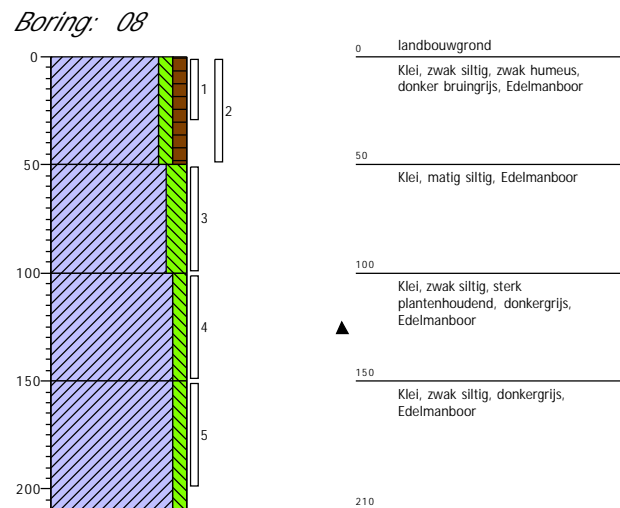 Boring: 08
0
50
100
150
200
1
2
3
4
5
0 landbouwgrond
Klei, zwak siltig, zwak humeus,
donker bruingrijs, Edelmanboor
50
Klei, matig siltig, Edelmanboor
100
Klei, zwak siltig, sterk
plantenhoudend, donkergrijs,
Edelmanboor
150
Klei, zwak siltig, donkergrijs,
Edelmanboor
210